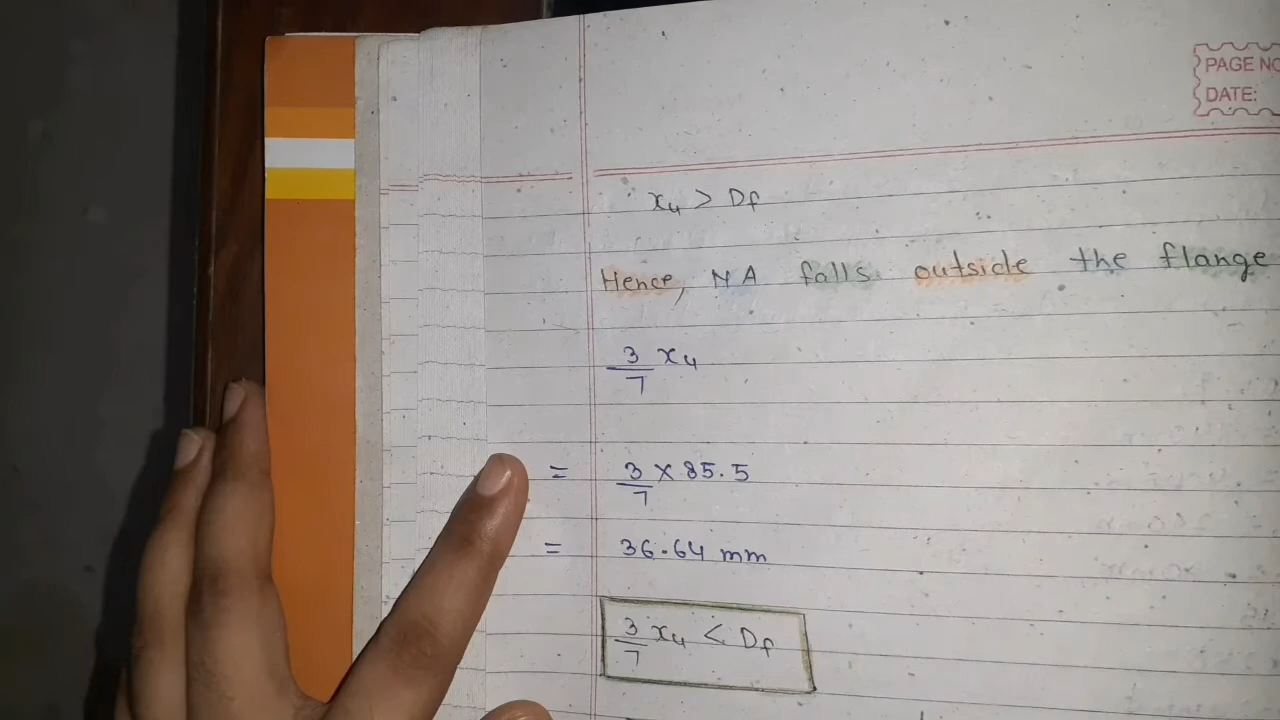 PAGE NO
DATE:
x4 > Df
Hence, NA falls outside the flange
3/7 x4
= 3/7 × 85.5
= 36.64 mm
3/7 x4 < Df